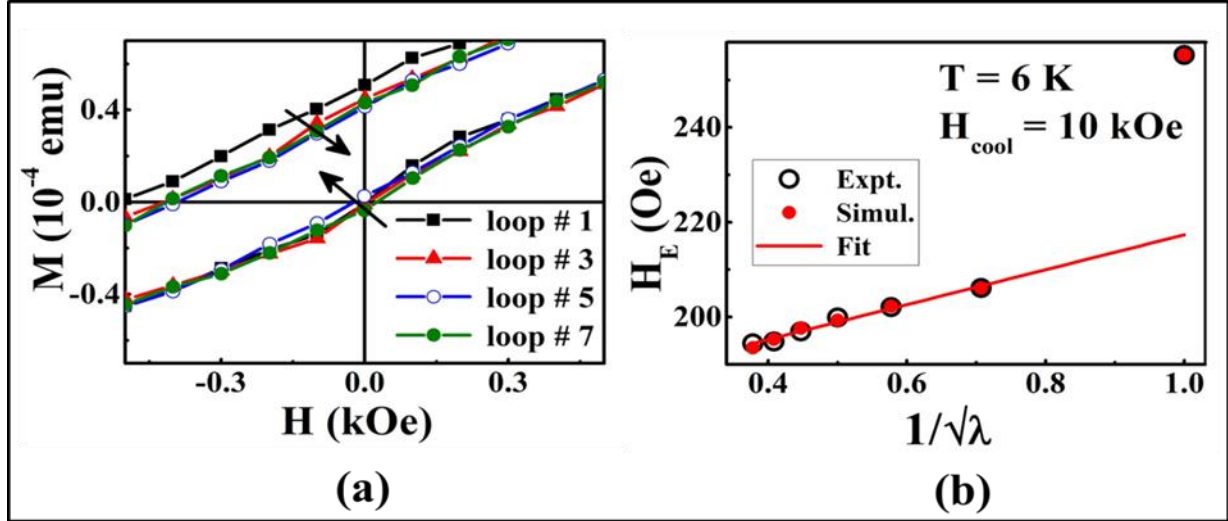 M (10⁻⁴ emu)
0.4
0.0
-0.4
loop # 1
loop # 3
loop # 5
loop # 7
-0.3
0.0
0.3
H (kOe)
(a)
H_E (Oe)
240
220
200
T = 6 K
H_cool = 10 kOe
Expt.
Simul.
Fit
0.4
0.6
0.8
1.0
1/√λ
(b)